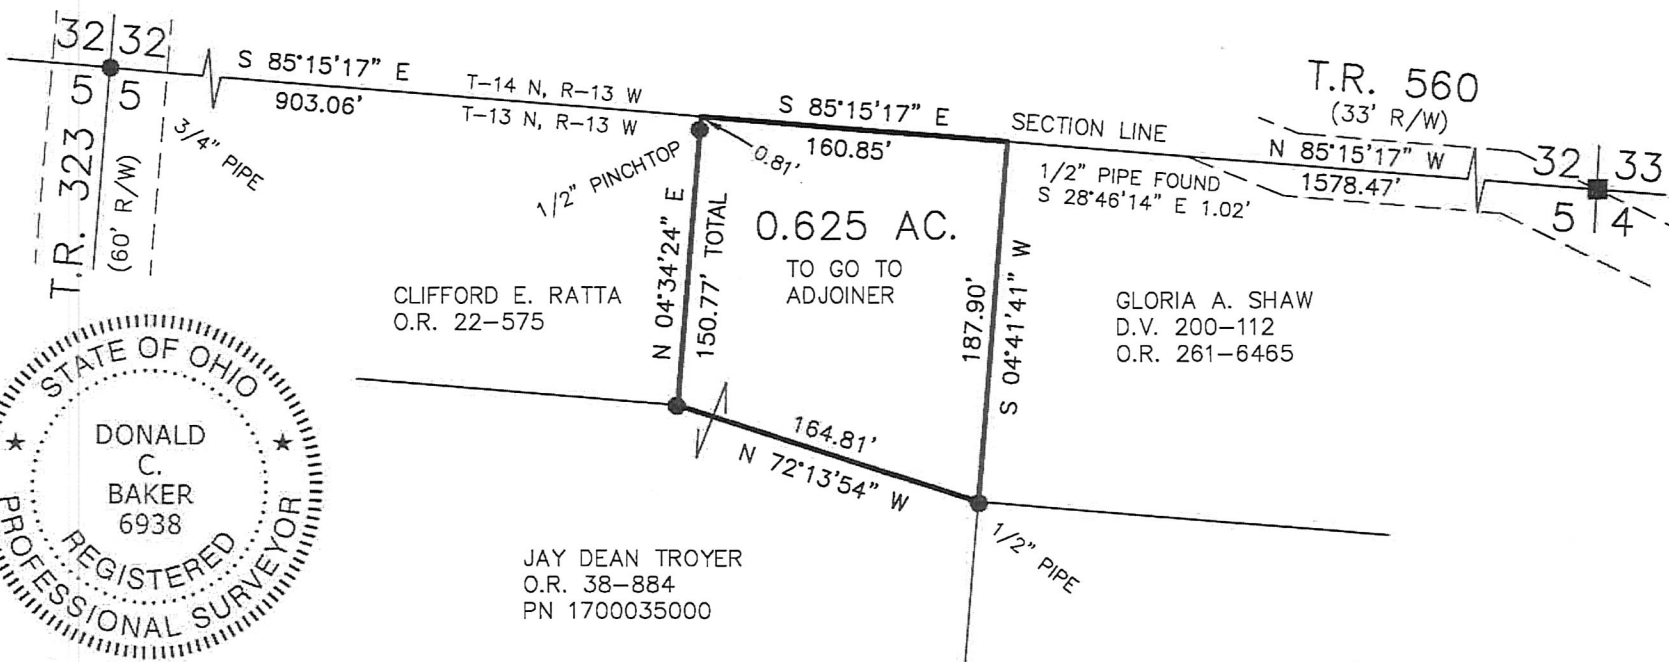 32 32
5 5
T.R. 323
(60' R/W)
3/4" PIPE
S 85°15'17" E
903.06'
T-14 N, R-13 W
T-13 N, R-13 W
1/2" PINCHTOP
0.81'
S 85°15'17" E
160.85'
SECTION LINE
1/2" PIPE FOUND
S 28°46'14" E 1.02'
T.R. 560
(33' R/W)
N 85°15'17" W
1578.47'
32 33
5 4
N 04°34'24" E
150.77' TOTAL
0.625 AC.
TO GO TO
ADJOINER
187.90'
S 04°41'41" W
CLIFFORD E. RATTA
O.R. 22-575
GLORIA A. SHAW
D.V. 200-112
O.R. 261-6465
164.81'
N 72°13'54" W
1/2" PIPE
JAY DEAN TROYER
O.R. 38-884
PN 1700035000
STATE OF OHIO
DONALD
C.
BAKER
6938
REGISTERED
PROFESSIONAL SURVEYOR